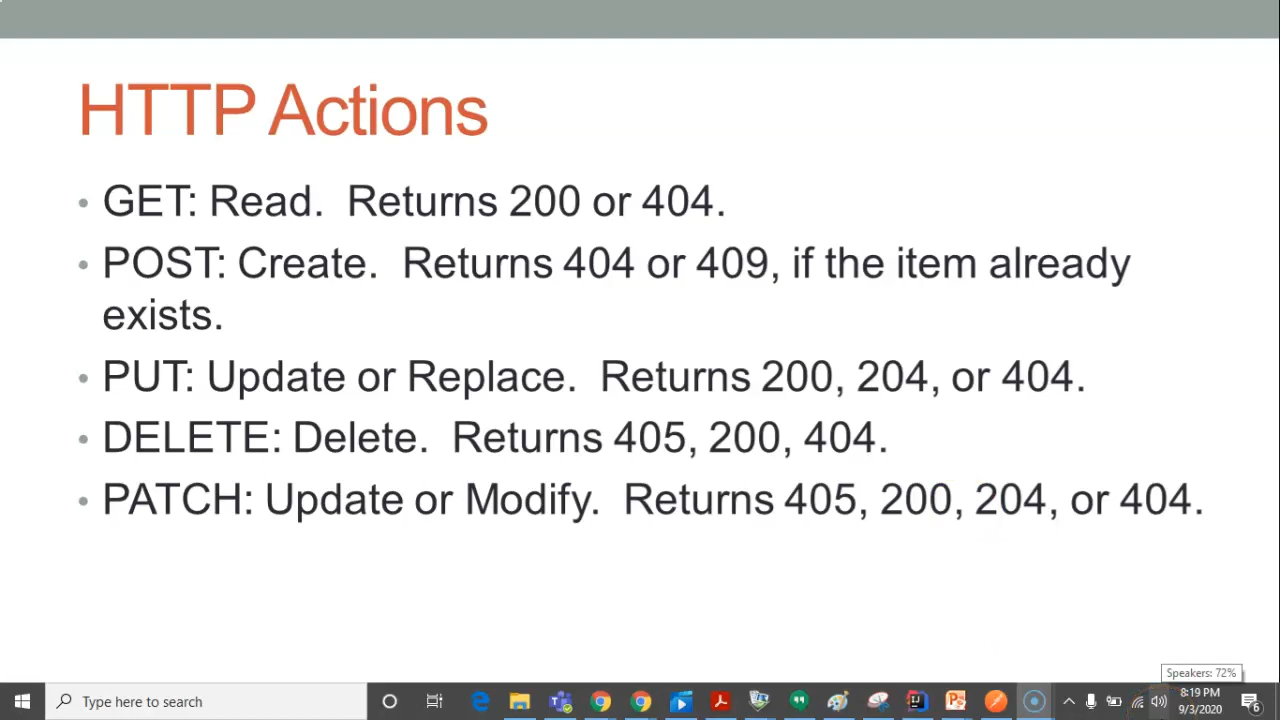 HTTP Actions
• GET: Read.  Returns 200 or 404.
• POST: Create.  Returns 404 or 409, if the item already
exists.
• PUT: Update or Replace.  Returns 200, 204, or 404.
• DELETE: Delete.  Returns 405, 200, 404.
• PATCH: Update or Modify.  Returns 405, 200, 204, or 404.
Speakers: 72%
Type here to search
8:19 PM
9/3/2020
6